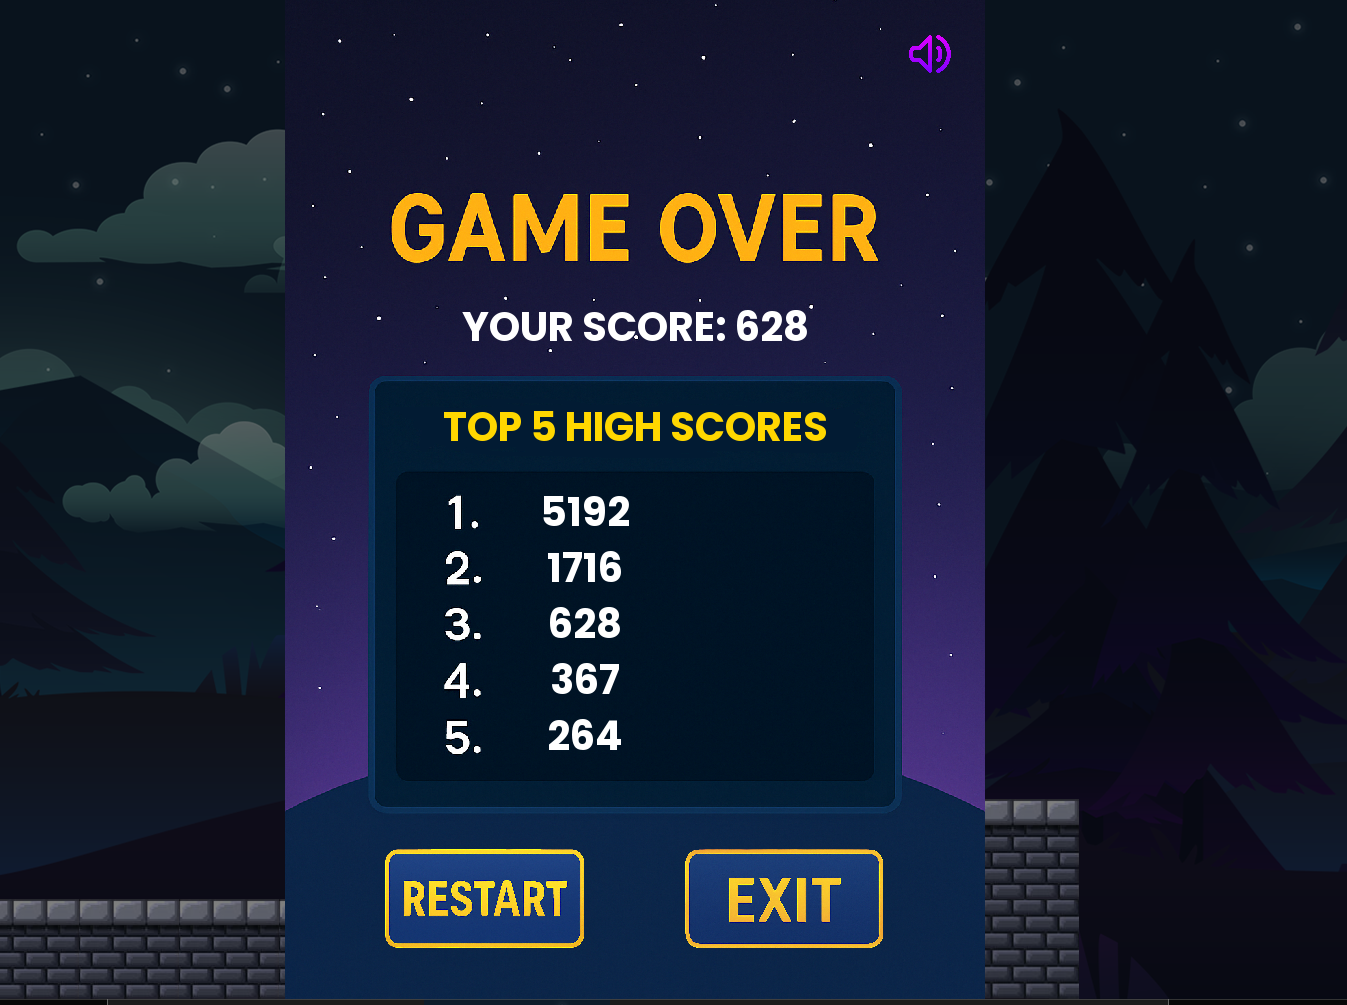 GAME OVER
YOUR SCORE: 628
TOP 5 HIGH SCORES
1. 5192
2. 1716
3. 628
4. 367
5. 264
RESTART EXIT